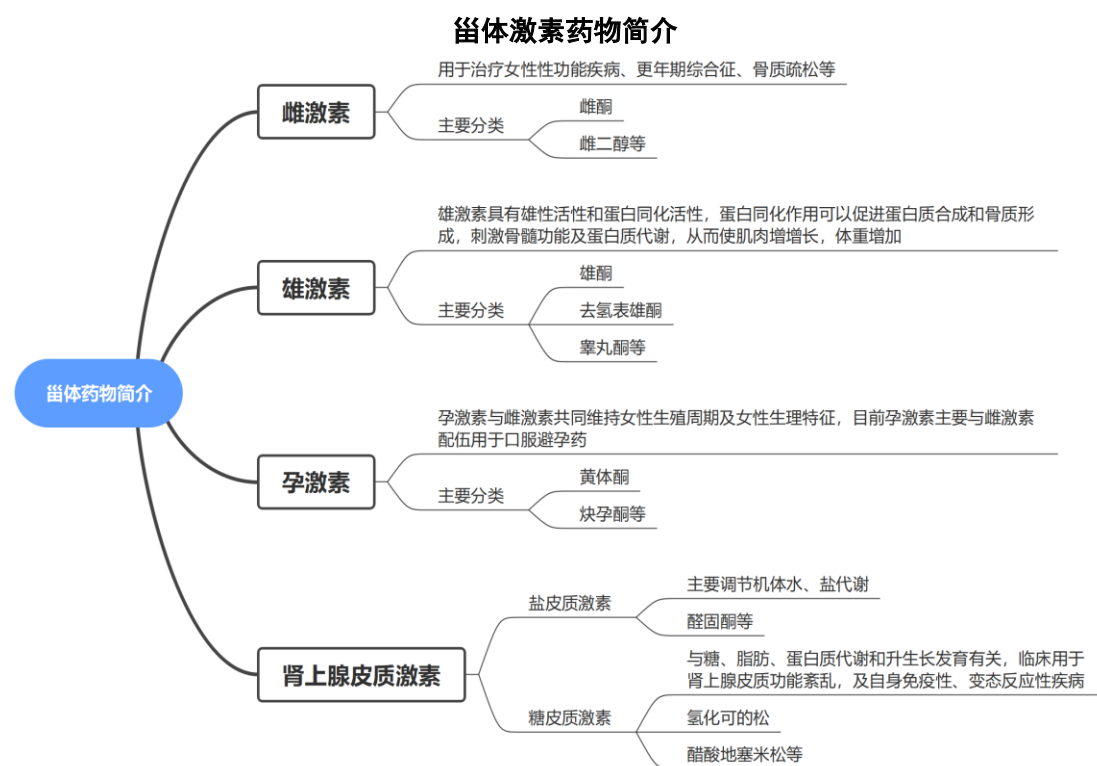 甾体激素药物简介
甾体药物简介
雌激素
用于治疗女性性功能疾病、更年期综合征、骨质疏松等
主要分类
雌酮
雌二醇等
雄激素
雄激素具有雄性活性和蛋白同化活性，蛋白同化作用可以促进蛋白质合成和骨质形
成，刺激骨髓功能及蛋白质代谢，从而使肌肉增增长，体重增加
主要分类
雄酮
去氢表雄酮
睾丸酮等
孕激素
孕激素与雌激素共同维持女性生殖周期及女性生理特征，目前孕激素主要与雌激素
配伍用于口服避孕药
主要分类
黄体酮
炔孕酮等
肾上腺皮质激素
盐皮质激素
主要调节机体水、盐代谢
醛固酮等
糖皮质激素
与糖、脂肪、蛋白质代谢和升生长发育有关，临床用于
肾上腺皮质功能紊乱，及自身免疫性、变态反应性疾病
氢化可的松
醋酸地塞米松等